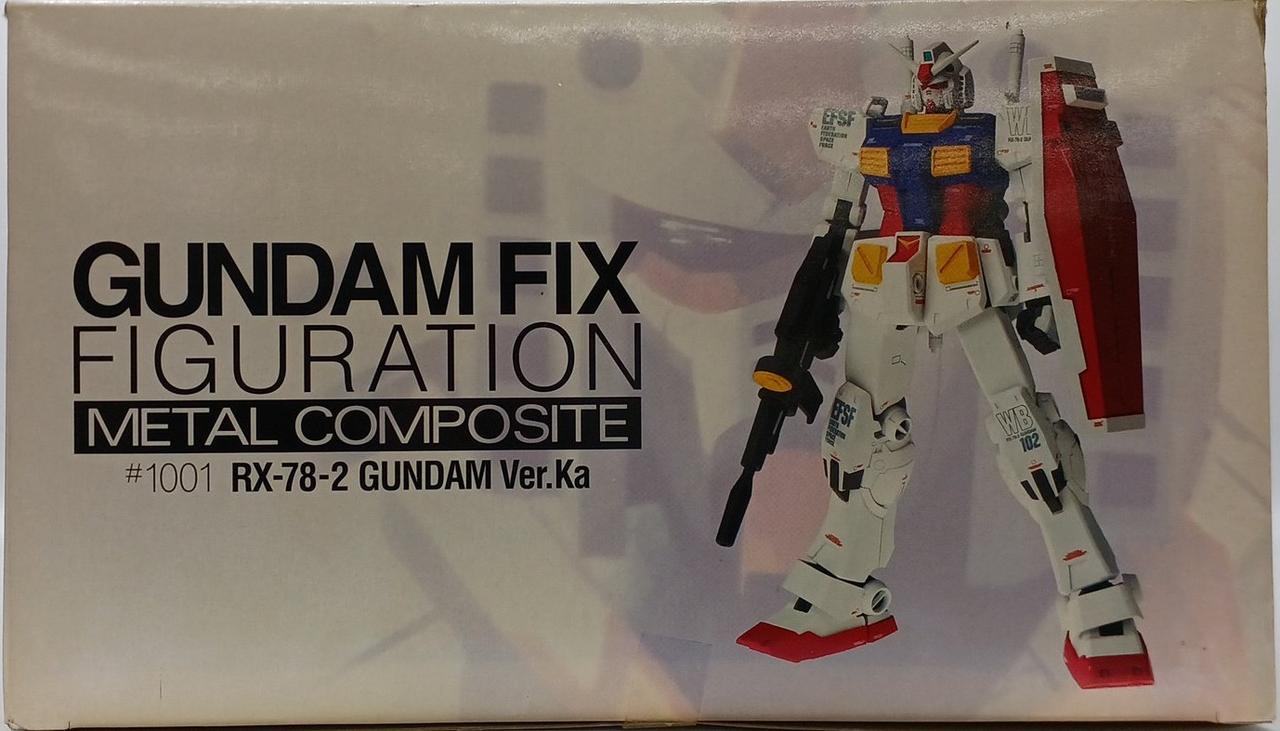 GUNDAM FIX
FIGURATION
METAL COMPOSITE
#1001 RX-78-2 GUNDAM Ver.Ka
EFSF
EARTH
FEDERATION
SPACE
FORCE
EFSF
WB
102